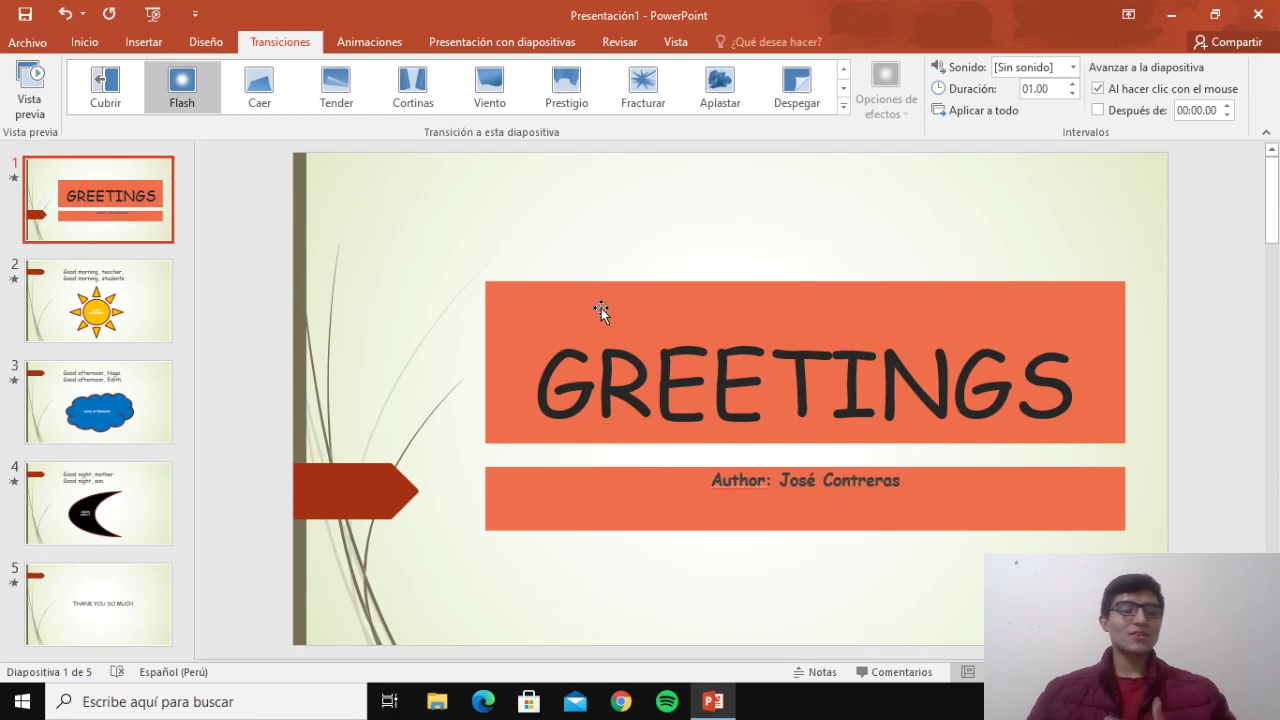 Presentación1 - PowerPoint
Archivo
Inicio
Insertar
Diseño
Transiciones
Animaciones
Presentación con diapositivas
Revisar
Vista
¿Qué desea hacer?
Compartir
Vista previa
Cubrir
Flash
Caer
Tender
Cortinas
Viento
Prestigio
Fracturar
Aplastar
Despegar
Opciones de efectos
Sonido: [Sin sonido]
Duración: 01.00
Aplicar a todo
Avanzar a la diapositiva
Al hacer clic con el mouse
Después de: 00:00.00
Vista previa
Transición a esta diapositiva
Intervalos
1
GREETINGS
2
Good morning, teacher.
Good morning, students.
3
Good afternoon, Hugo.
Good afternoon, Edith.
4
Good night, mother.
Good night, son.
5
THANK YOU SO MUCH
GREETINGS
Author: José Contreras
Diapositiva 1 de 5
Español (Perú)
Notas
Comentarios
Escribe aquí para buscar